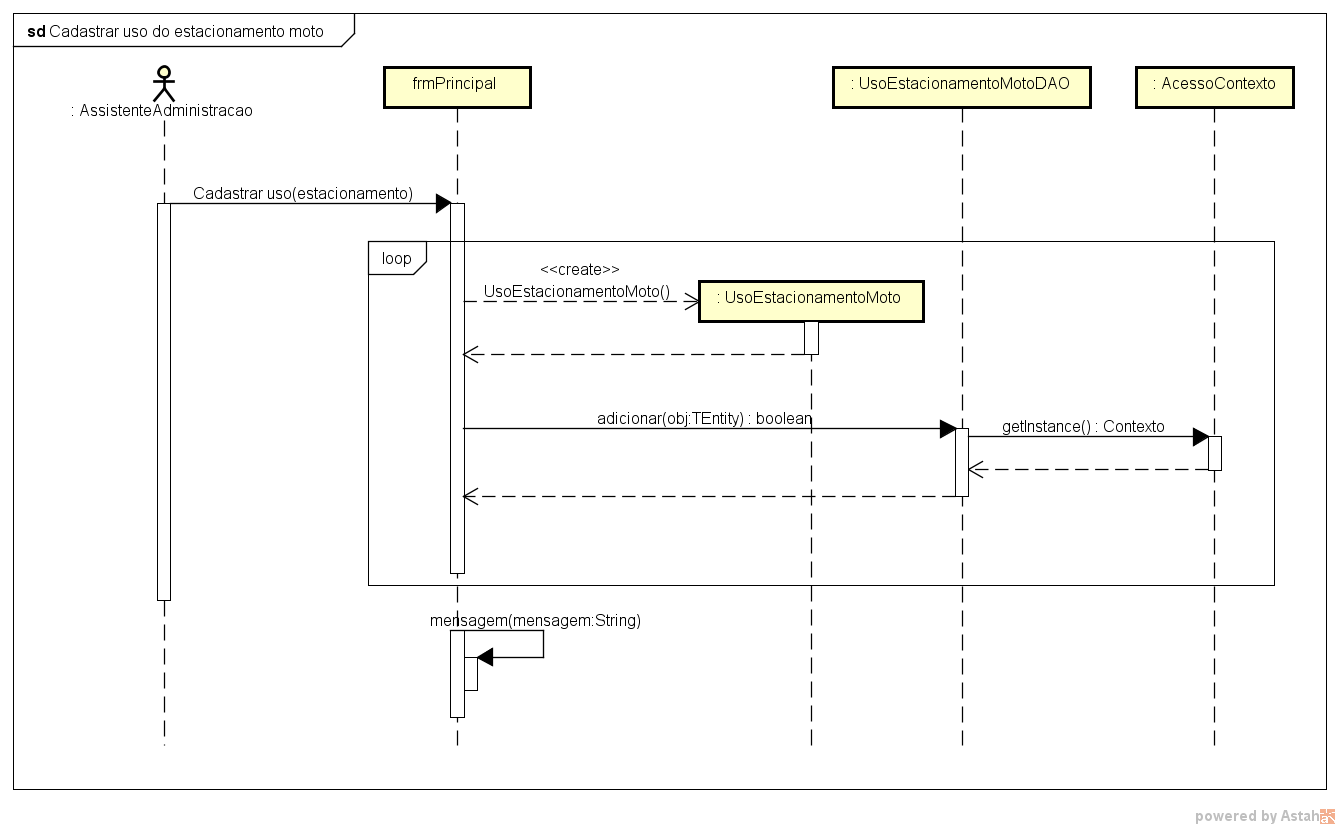 sd Cadastrar uso do estacionamento moto
: AssistenteAdministracao
frmPrincipal
: UsoEstacionamentoMotoDAO
: AcessoContexto
Cadastrar uso(estacionamento)
loop
<<create>>
UsoEstacionamentoMoto()
: UsoEstacionamentoMoto
adicionar(obj:TEntity) : boolean
getInstance() : Contexto
mensagem(mensagem:String)
powered by Astah